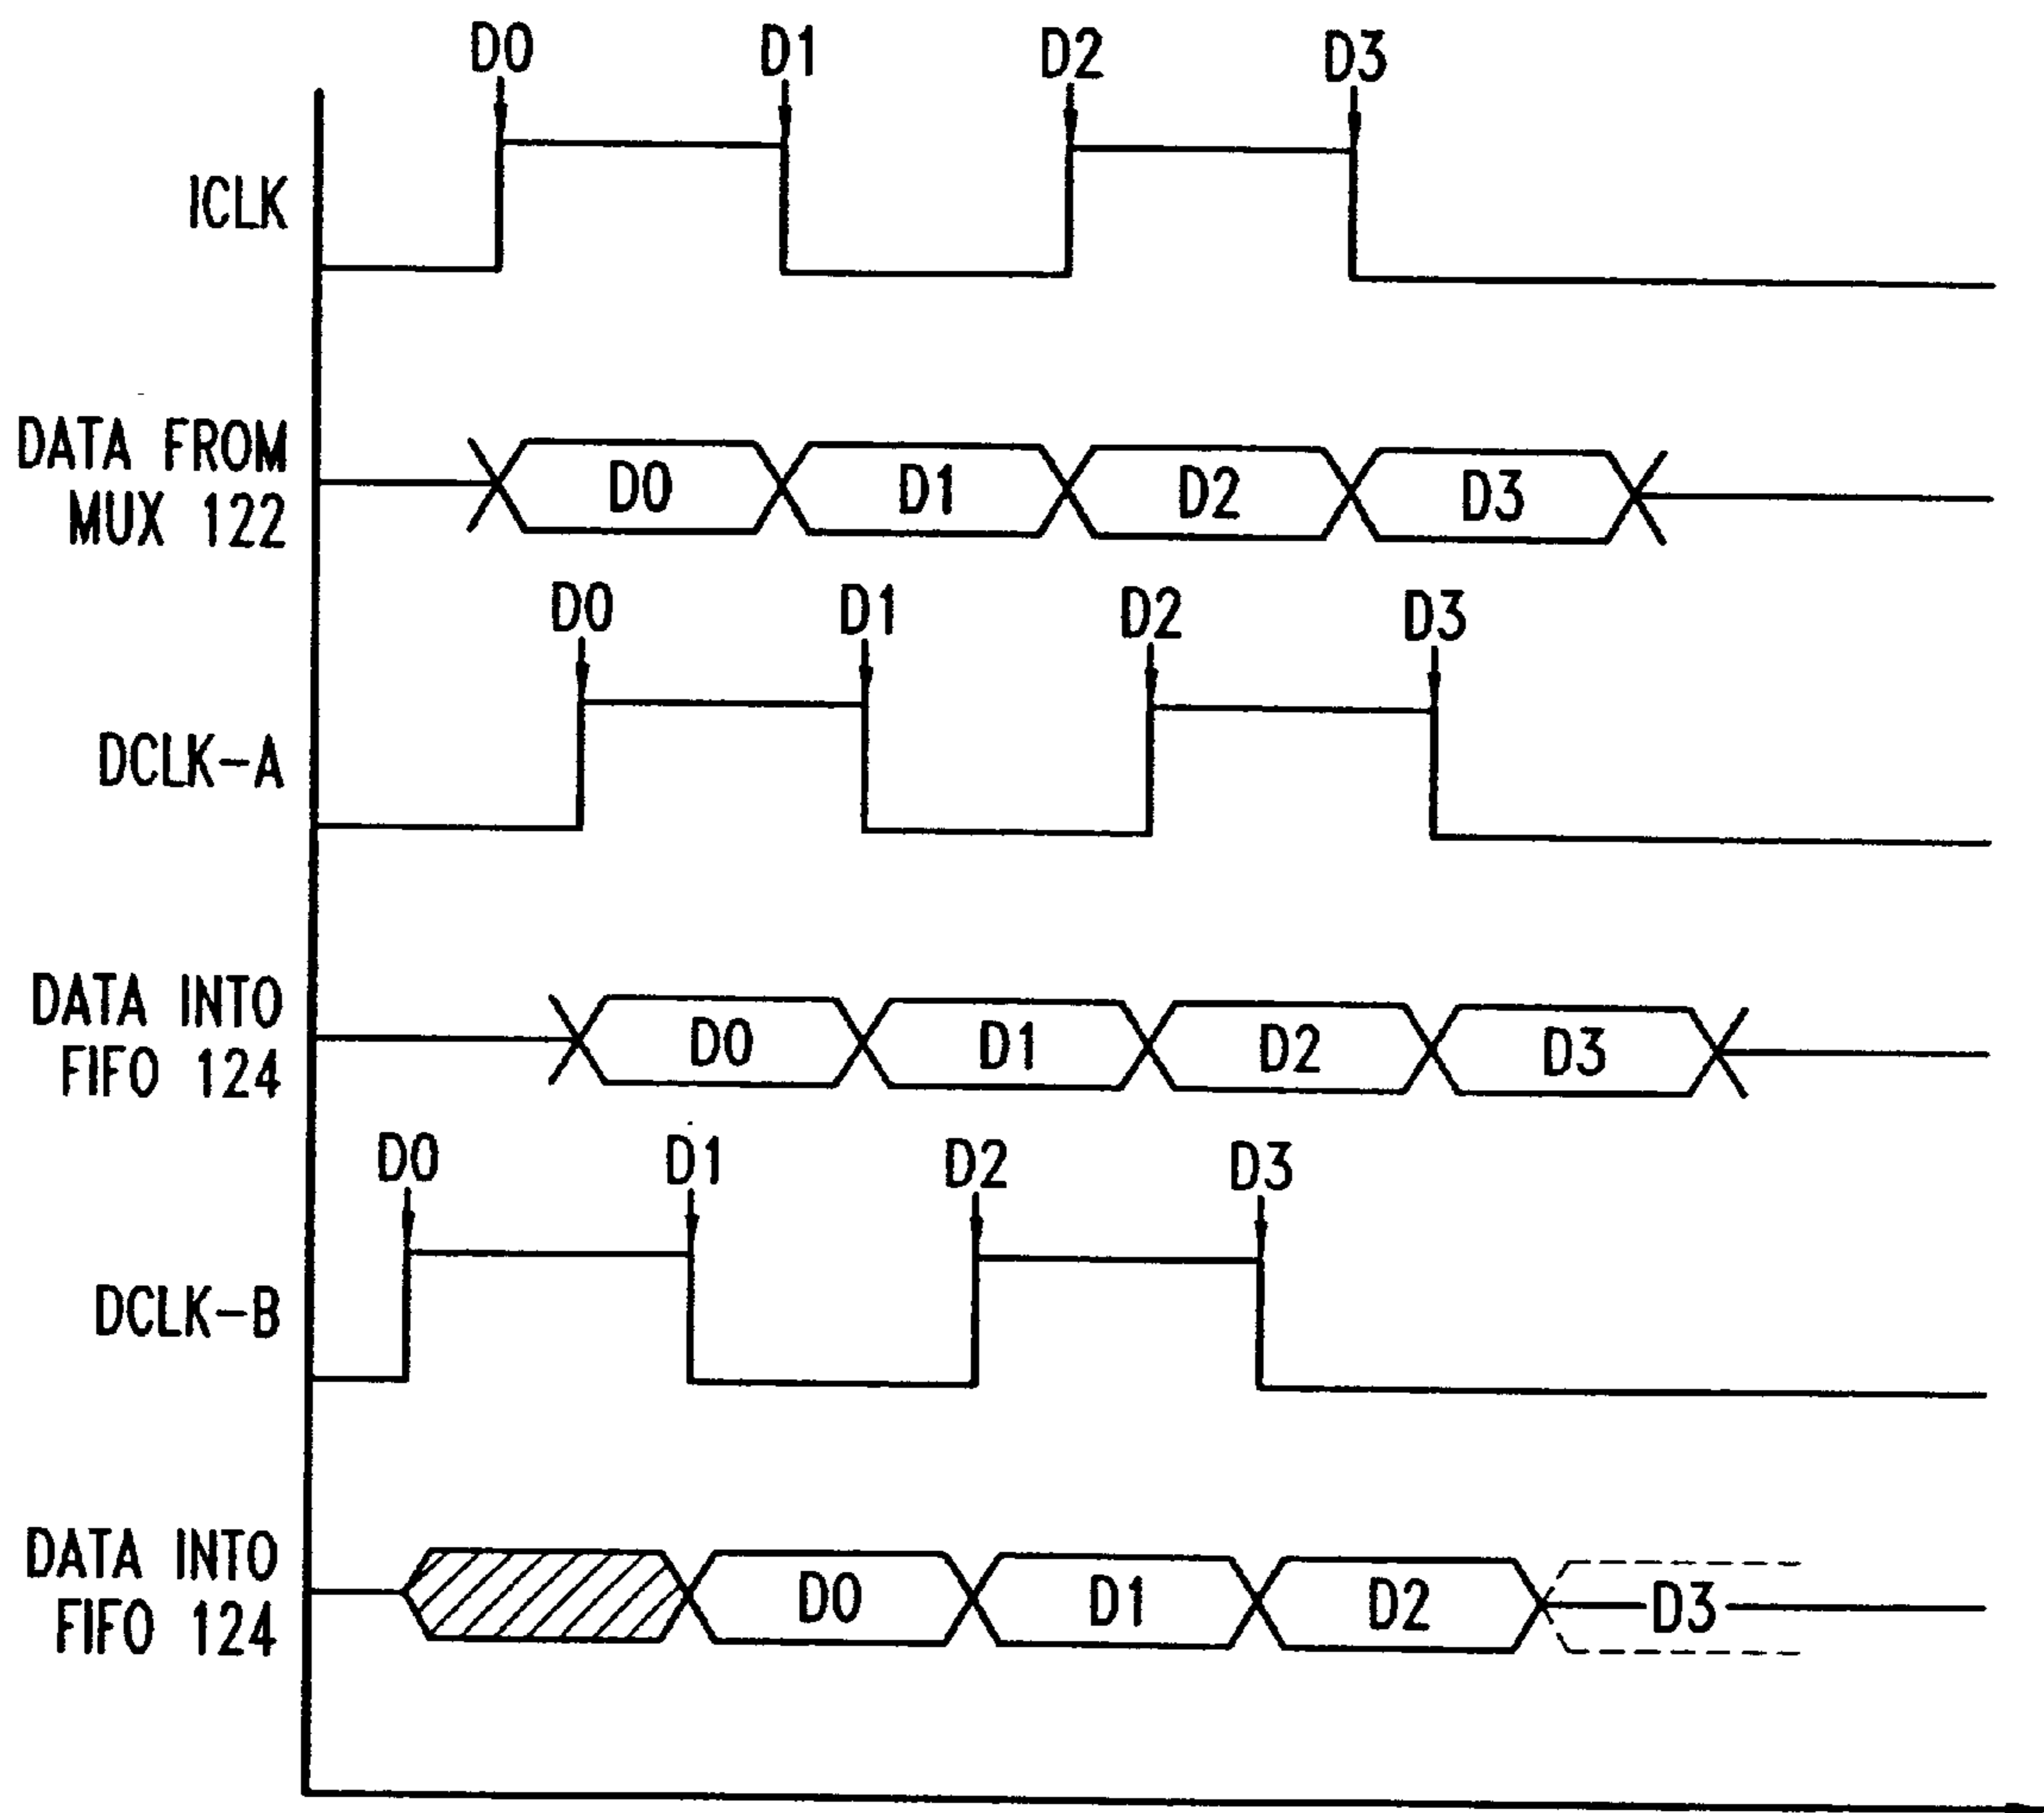 D0 D1 D2 D3
ICLK
DATA FROM
MUX 122
D0 D1 D2 D3
D0 D1 D2 D3
DCLK-A
DATA INTO
FIFO 124
D0 D1 D2 D3
D0 D1 D2 D3
DCLK-B
DATA INTO
FIFO 124
D0 D1 D2 D3